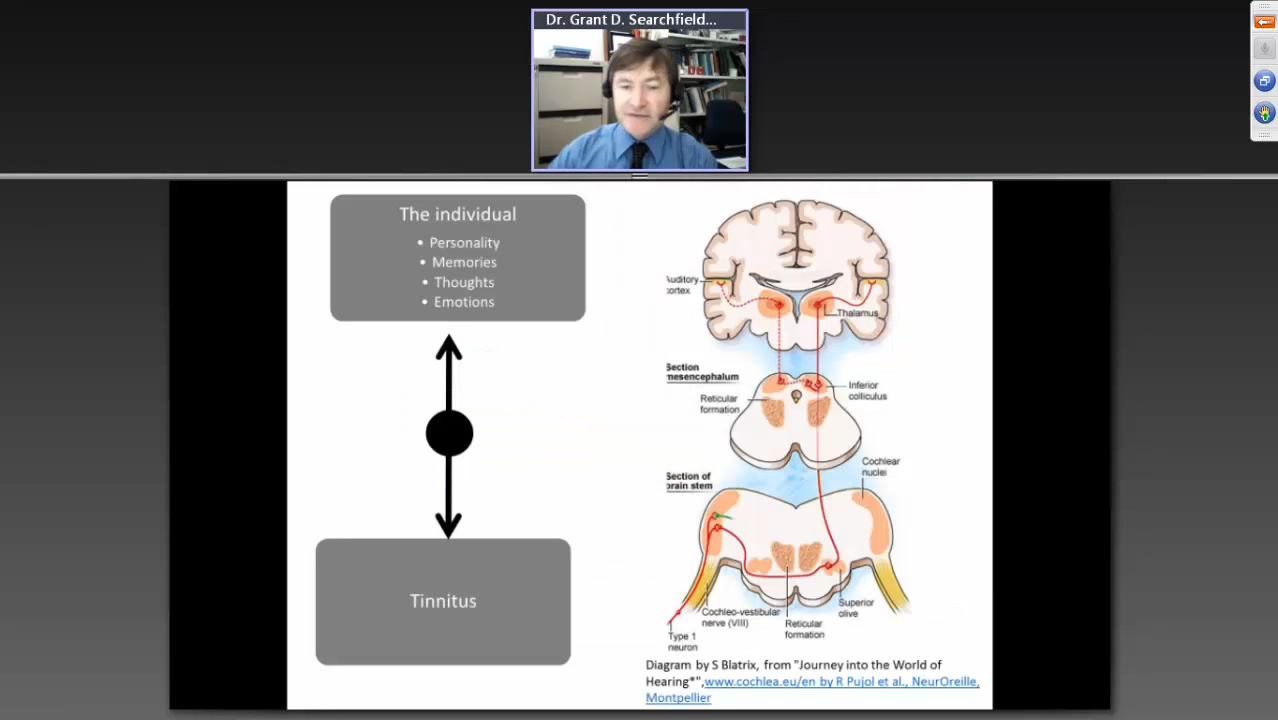 Dr. Grant D. Searchfield...
The individual
• Personality
• Memories
• Thoughts
• Emotions
Tinnitus
Auditory
cortex
Thalamus
Section
mesencephalum
Reticular
formation
Inferior
colliculus
Cochlear
nuclei
Section of
brain stem
Cochleo-vestibular
nerve (VIII)
Superior
olive
Reticular
formation
Type 1
neuron
Diagram by S Blatrix, from "Journey into the World of
Hearing*",www.cochlea.eu/en by R Pujol et al., NeurOreille,
Montpellier